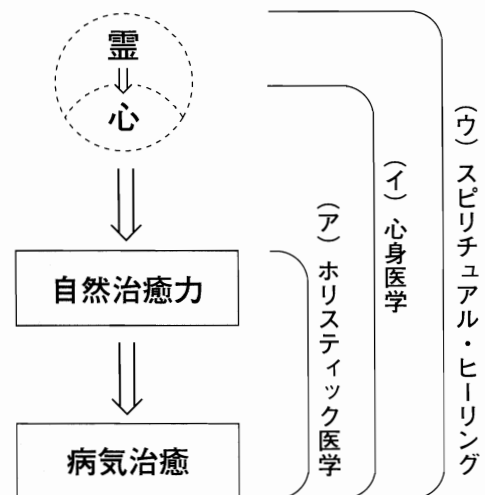 霊
心
自然治癒力
病気治癒
(ア) ホリスティック医学
(イ) 心身医学
(ウ) スピリチュアル・ヒーリング